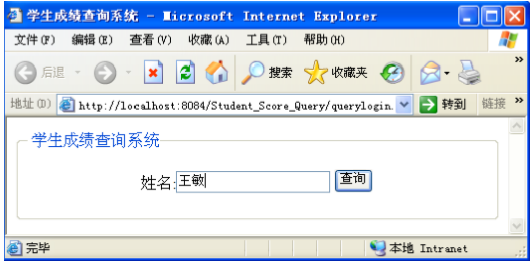 学生成绩查询系统 - Microsoft Internet Explorer
文件(F) 编辑(E) 查看(V) 收藏(A) 工具(T) 帮助(H)
后退 搜索 收藏夹 »
地址(D) http://localhost:8084/Student_Score_Query/querylogin. 转到 链接 »
学生成绩查询系统
姓名: 王敏 查询
完毕 本地 Intranet